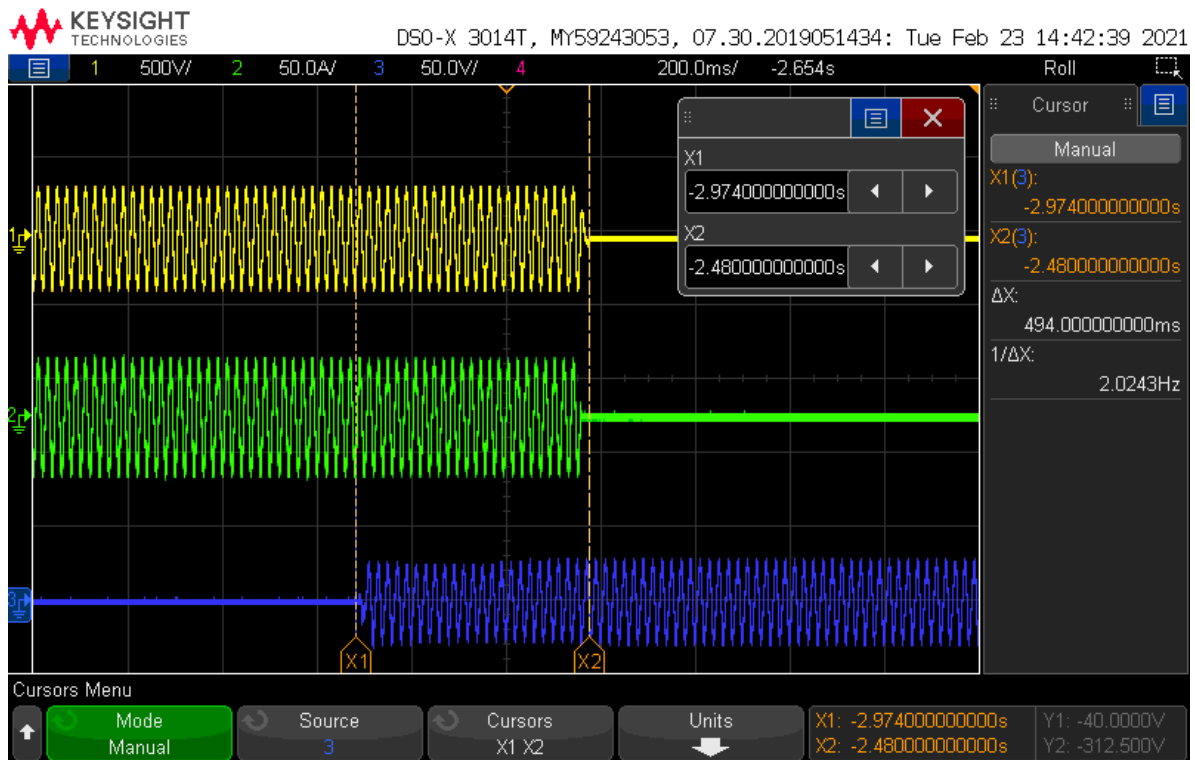 KEYSIGHT
TECHNOLOGIES
DSO-X 3014T, MY59243053, 07.30.2019051434: Tue Feb 23 14:42:39 2021
1 500V/ 2 50.0A/ 3 50.0V/ 4 200.0ms/ -2.654s Roll
Cursor
Manual
X1(3):
-2.974000000000s
X2(3):
-2.480000000000s
ΔX:
494.000000000ms
1/ΔX:
2.0243Hz
X1
-2.974000000000s
X2
-2.480000000000s
1
2
3
X1 X2
Cursors Menu
Mode
Manual
Source
3
Cursors
X1 X2
Units
X1: -2.974000000000s
X2: -2.480000000000s
Y1: -40.0000V
Y2: -312.500V